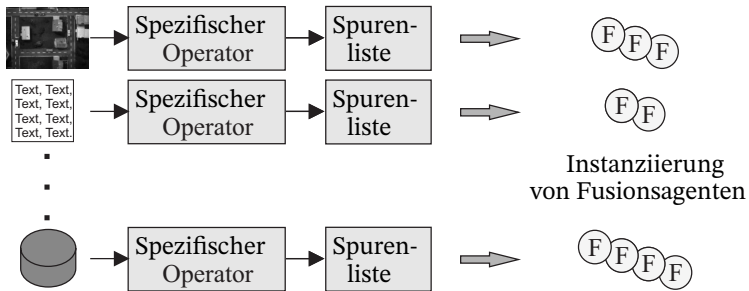 Spezifischer
Operator
Spuren-
liste
F F F
Text, Text,
Text, Text,
Text, Text,
Text, Text.
Spezifischer
Operator
Spuren-
liste
F F
Instanziierung
von Fusionsagenten
Spezifischer
Operator
Spuren-
liste
F F F F